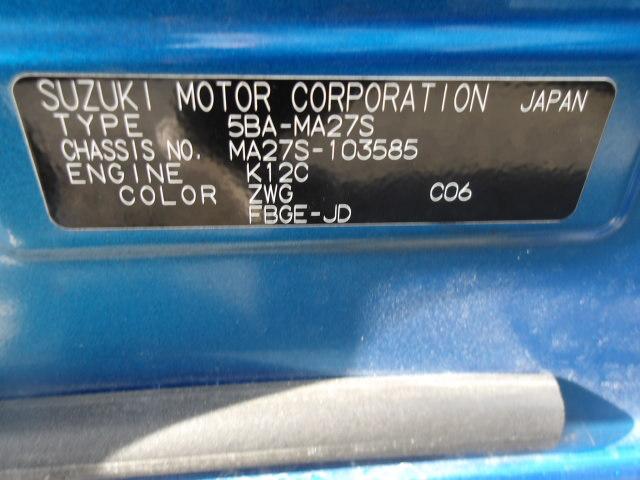 SUZUKI MOTOR CORPORATION JAPAN
TYPE 5BA-MA27S
CHASSIS NO. MA27S-103585
ENGINE K12C
COLOR ZWG C06
FBGE-JD